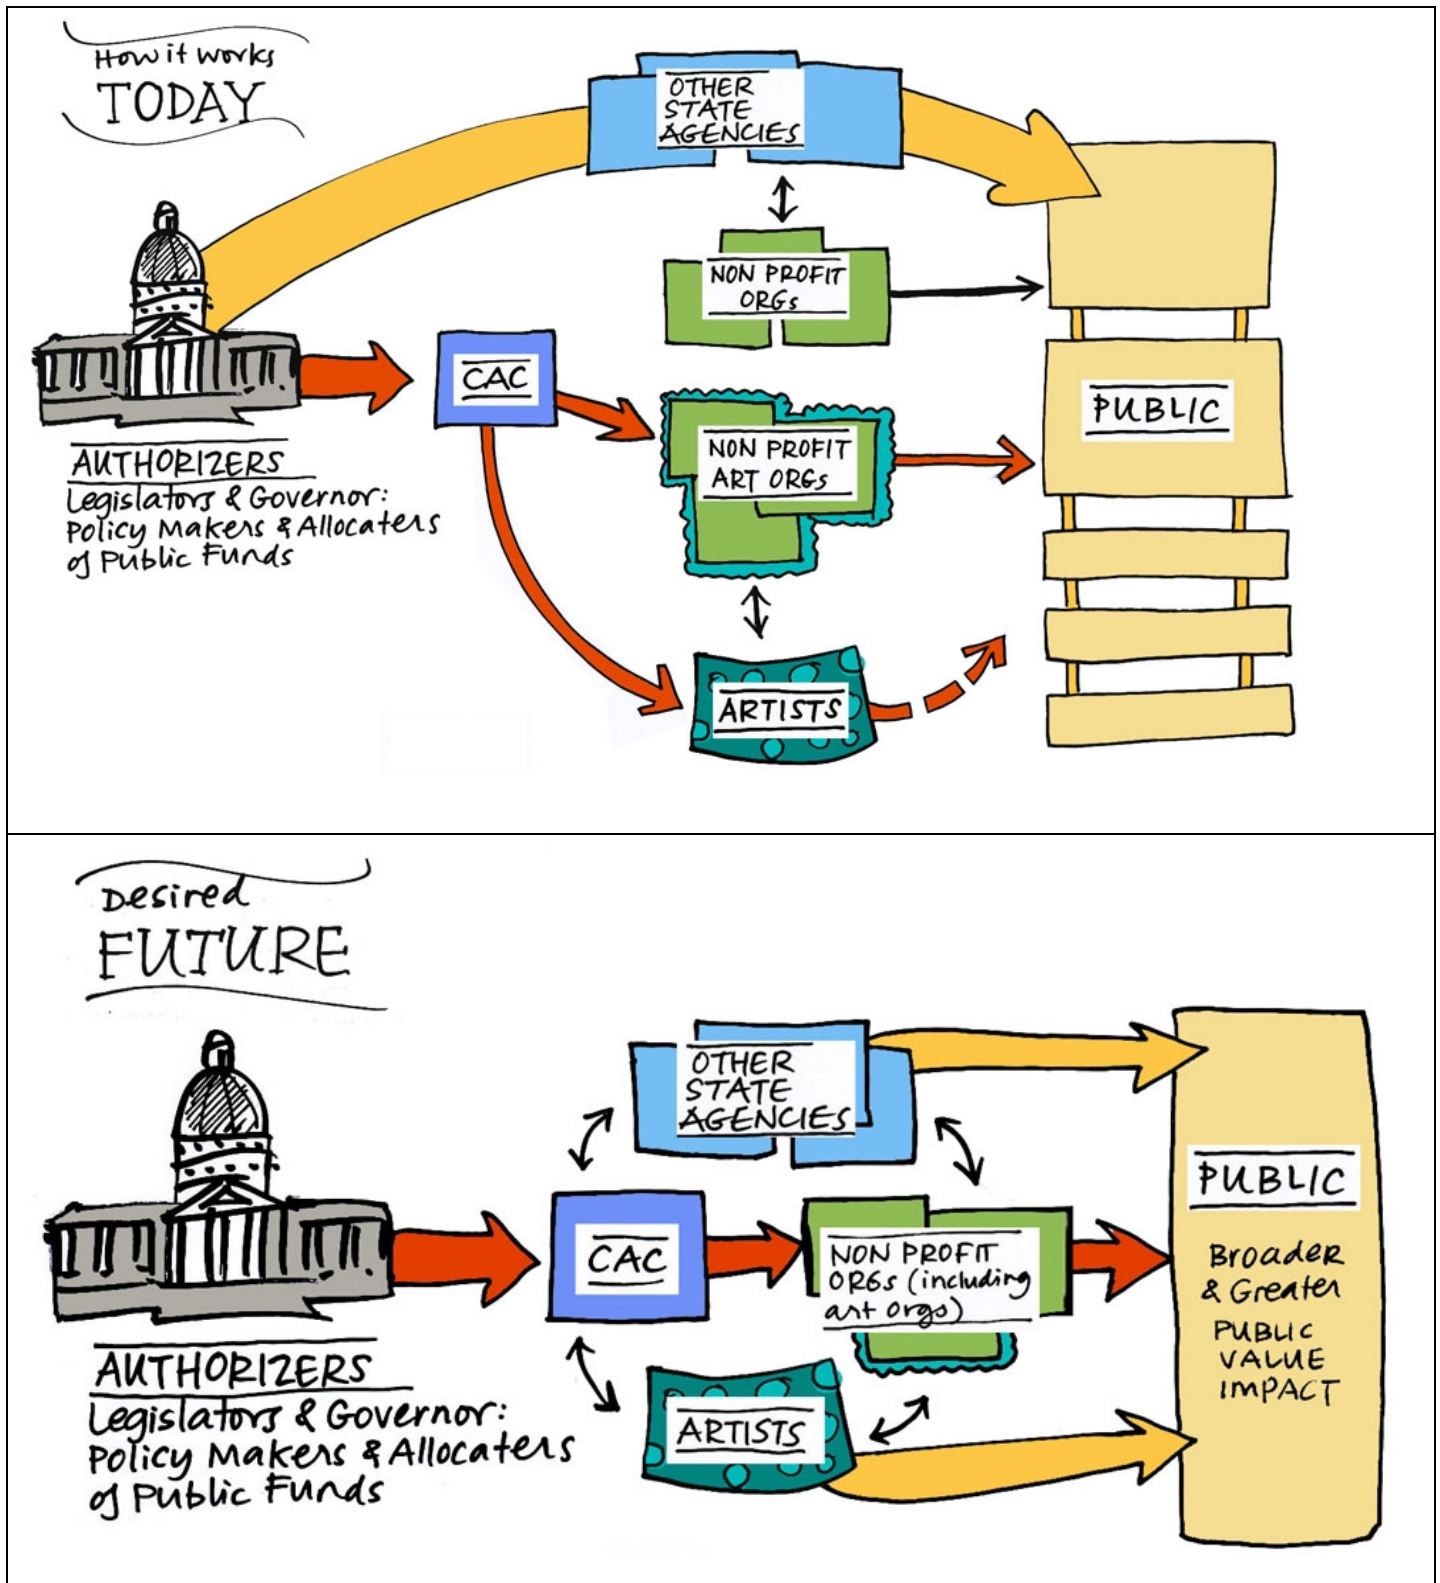 How it works
TODAY
OTHER
STATE
AGENCIES
NON PROFIT
ORGs
CAC
NON PROFIT
ART ORGs
PUBLIC
AUTHORIZERS
Legislators & Governor:
Policy Makers & Allocaters
of Public Funds
ARTISTS
Desired
FUTURE
OTHER
STATE
AGENCIES
PUBLIC
Broader
& Greater
PUBLIC
VALUE
IMPACT
CAC
NON PROFIT
ORGs (including
art orgs)
AUTHORIZERS
Legislators & Governor:
Policy Makers & Allocaters
of Public Funds
ARTISTS